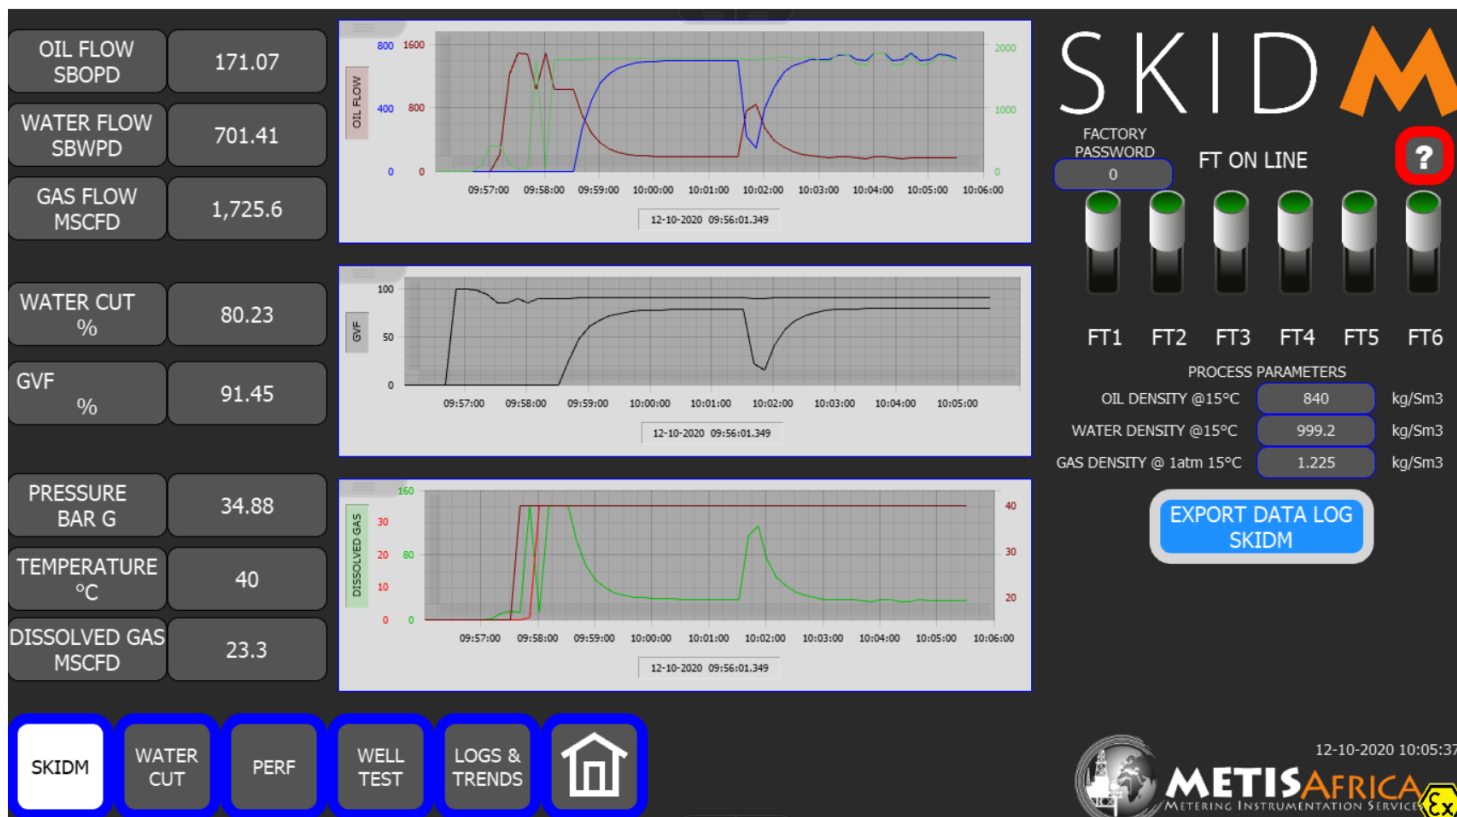 OIL FLOW
SBOPD
171.07
WATER FLOW
SBWPD
701.41
GAS FLOW
MSCFD
1,725.6
WATER CUT
%
80.23
GVF
%
91.45
PRESSURE
BAR G
34.88
TEMPERATURE
°C
40
DISSOLVED GAS
MSCFD
23.3
OIL FLOW
800 1600 2000
400 800 1000
0 0 0
09:57:00 09:58:00 09:59:00 10:00:00 10:01:00 10:02:00 10:03:00 10:04:00 10:05:00 10:06:00
12-10-2020 09:56:01.349
GVF
100
50
0
09:57:00 09:58:00 09:59:00 10:00:00 10:01:00 10:02:00 10:03:00 10:04:00 10:05:00
12-10-2020 09:56:01.349
DISSOLVED GAS
160
30 40
20 80 30
10 20
0 0
09:57:00 09:58:00 09:59:00 10:00:00 10:01:00 10:02:00 10:03:00 10:04:00 10:05:00 10:06:00
12-10-2020 09:56:01.349
SKID M
FACTORY
PASSWORD
0
FT ON LINE
?
FT1 FT2 FT3 FT4 FT5 FT6
PROCESS PARAMETERS
OIL DENSITY @15°C 840 kg/Sm3
WATER DENSITY @15°C 999.2 kg/Sm3
GAS DENSITY @ 1atm 15°C 1.225 kg/Sm3
EXPORT DATA LOG
SKIDM
SKIDM
WATER
CUT
PERF
WELL
TEST
LOGS &
TRENDS
12-10-2020 10:05:37
METISAFRICA
METERING INSTRUMENTATION SERVICE
Ex